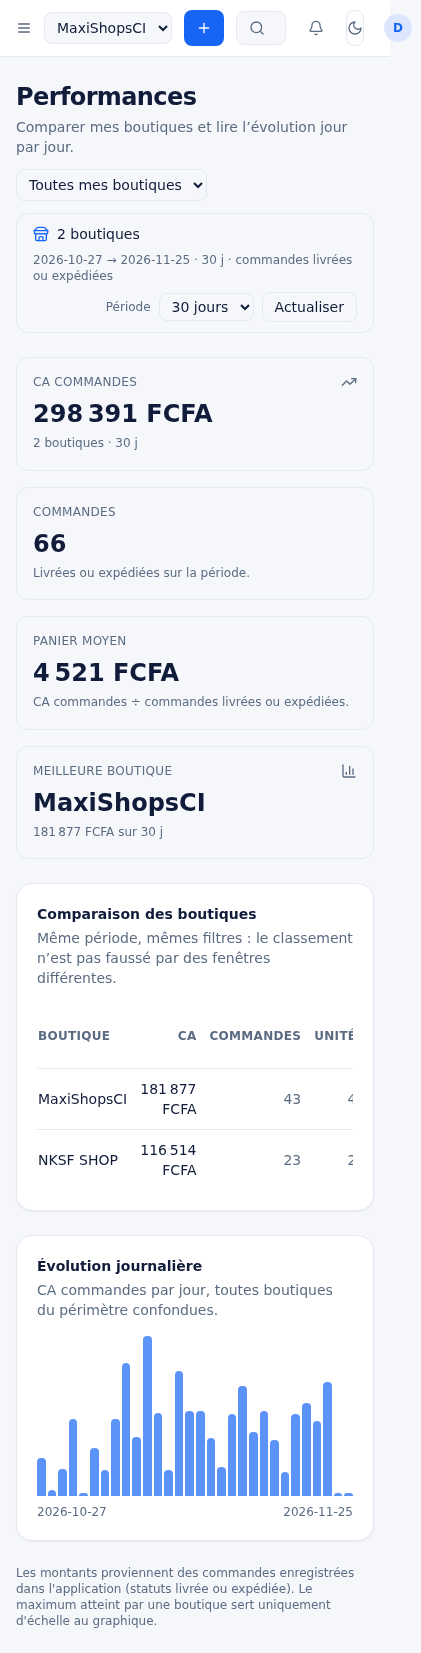 MaxiShopsCI
D
Performances
Comparer mes boutiques et lire l’évolution jour
par jour.
Toutes mes boutiques
2 boutiques
2026-10-27 → 2026-11-25 · 30 j · commandes livrées
ou expédiées
Période
30 jours
Actualiser
CA COMMANDES
298 391 FCFA
2 boutiques · 30 j
COMMANDES
66
Livrées ou expédiées sur la période.
PANIER MOYEN
4 521 FCFA
CA commandes ÷ commandes livrées ou expédiées.
MEILLEURE BOUTIQUE
MaxiShopsCI
181 877 FCFA sur 30 j
Comparaison des boutiques
Même période, mêmes filtres : le classement
n’est pas faussé par des fenêtres
différentes.
BOUTIQUE CA COMMANDES UNITÉ
MaxiShopsCI 181 877 FCFA 43
NKSF SHOP 116 514 FCFA 23
Évolution journalière
CA commandes par jour, toutes boutiques
du périmètre confondues.
2026-10-27 2026-11-25
Les montants proviennent des commandes enregistrées
dans l'application (statuts livrée ou expédiée). Le
maximum atteint par une boutique sert uniquement
d'échelle au graphique.